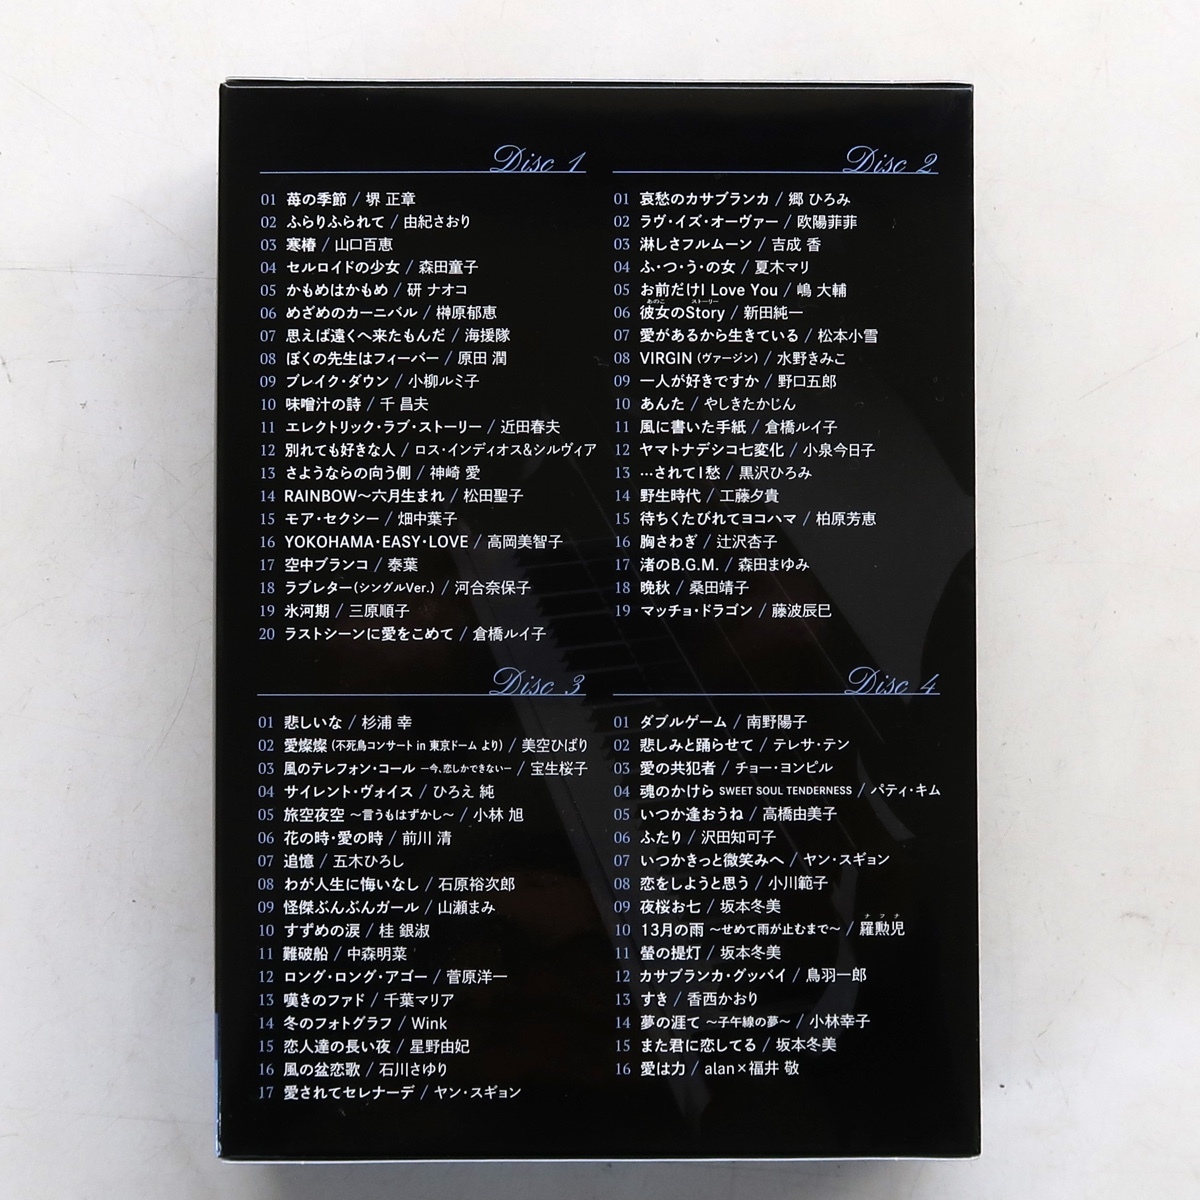 Disc 1
01 苺の季節 / 堺 正章
02 ふらりふられて / 由紀さおり
03 寒椿 / 山口百恵
04 セルロイドの少女 / 森田童子
05 かもめはかもめ / 研 ナオコ
06 めざめのカーニバル / 榊原郁恵
07 思えば遠くへ来たもんだ / 海援隊
08 ぼくの先生はフィーバー / 原田 潤
09 ブレイク・ダウン / 小柳ルミ子
10 味噌汁の詩 / 千 昌夫
11 エレクトリック・ラブ・ストーリー / 近田春夫
12 別れても好きな人 / ロス・インディオス&シルヴィア
13 さようならの向う側 / 神崎 愛
14 RAINBOW〜六月生まれ / 松田聖子
15 モア・セクシー / 畑中葉子
16 YOKOHAMA・EASY・LOVE / 高岡美智子
17 空中ブランコ / 泰葉
18 ラブレター(シングルVer.) / 河合奈保子
19 氷河期 / 三原順子
20 ラストシーンに愛をこめて / 倉橋ルイ子
Disc 2
01 哀愁のカサブランカ / 郷 ひろみ
02 ラヴ・イズ・オーヴァー / 欧陽菲菲
03 淋しさフルムーン / 吉成 香
04 ふ・つ・う・の女 / 夏木マリ
05 お前だけI Love You / 嶋 大輔
あのこ ストーリー
06 彼女のStory / 新田純一
07 愛があるから生きている / 松本小雪
08 VIRGIN (ヴァージン) / 水野きみこ
09 一人が好きですか / 野口五郎
10 あんた / やしきたかじん
11 風に書いた手紙 / 倉橋ルイ子
12 ヤマトナデシコ七変化 / 小泉今日子
13 …されてI愁 / 黒沢ひろみ
14 野生時代 / 工藤夕貴
15 待ちくたびれてヨコハマ / 柏原芳恵
16 胸さわぎ / 辻沢杏子
17 渚のB.G.M. / 森田まゆみ
18 晩秋 / 桑田靖子
19 マッチョ・ドラゴン / 藤波辰巳
Disc 3
01 悲しいな / 杉浦 幸
02 愛燦燦 (不死鳥コンサート in 東京ドーム より) / 美空ひばり
03 風のテレフォン・コール ー今、恋しかできないー / 宝生桜子
04 サイレント・ヴォイス / ひろえ 純
05 旅空夜空 〜言うもはずかし〜 / 小林 旭
06 花の時・愛の時 / 前川 清
07 追憶 / 五木ひろし
08 わが人生に悔いなし / 石原裕次郎
09 怪傑ぶんぶんガール / 山瀬まみ
10 すずめの涙 / 桂 銀淑
11 難破船 / 中森明菜
12 ロング・ロング・アゴー / 菅原洋一
13 嘆きのファド / 千葉マリア
14 冬のフォトグラフ / Wink
15 恋人達の長い夜 / 星野由妃
16 風の盆恋歌 / 石川さゆり
17 愛されてセレナーデ / ヤン・スギョン
Disc 4
01 ダブルゲーム / 南野陽子
02 悲しみと踊らせて / テレサ・テン
03 愛の共犯者 / チョー・ヨンピル
04 魂のかけら SWEET SOUL TENDERNESS / パティ・キム
05 いつか逢おうね / 高橋由美子
06 ふたり / 沢田知可子
07 いつかきっと微笑みへ / ヤン・スギョン
08 恋をしようと思う / 小川範子
09 夜桜お七 / 坂本冬美
ナフナ
10 13月の雨 〜せめて雨が止むまで〜 / 羅勲児
11 螢の提灯 / 坂本冬美
12 カサブランカ・グッバイ / 鳥羽一郎
13 すき / 香西かおり
14 夢の涯て 〜子午線の夢〜 / 小林幸子
15 また君に恋してる / 坂本冬美
16 愛は力 / alan×福井 敬